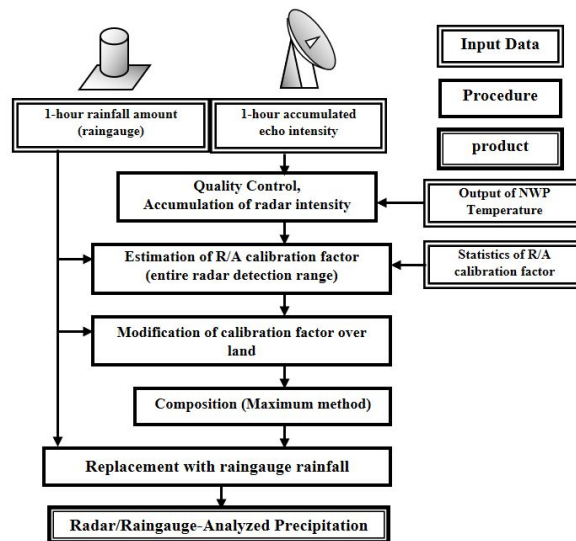 Input Data
Procedure
product
1-hour rainfall amount
(raingauge)
1-hour accumulated
echo intensity
Quality Control,
Accumulation of radar intensity
Output of NWP
Temperature
Estimation of R/A calibration factor
(entire radar detection range)
Statistics of R/A
calibration factor
Modification of calibration factor over
land
Composition (Maximum method)
Replacement with raingauge rainfall
Radar/Raingauge-Analyzed Precipitation